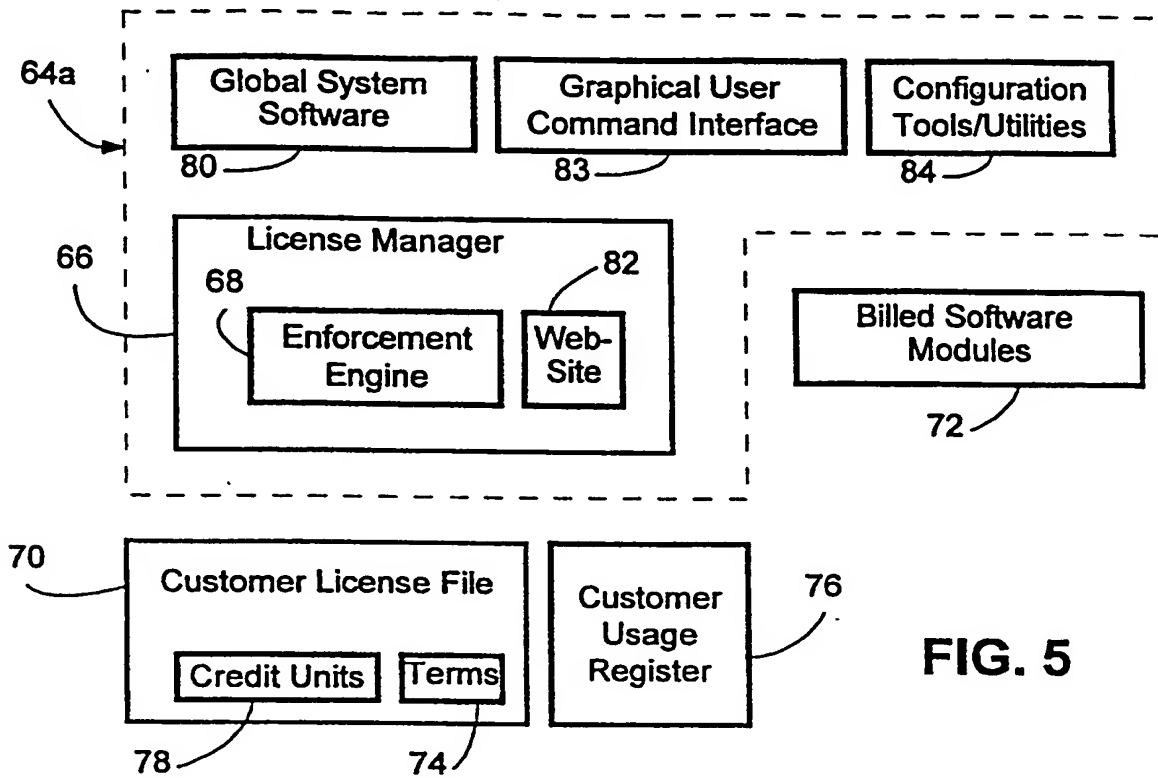 64a
Global System
Software
80
Graphical User
Command Interface
83
Configuration
Tools/Utilities
84
66
License Manager
68
82
Enforcement
Engine
Web-
Site
Billed Software
Modules
72
70
Customer License File
Credit Units
Terms
78
74
Customer
Usage
Register
76
FIG. 5